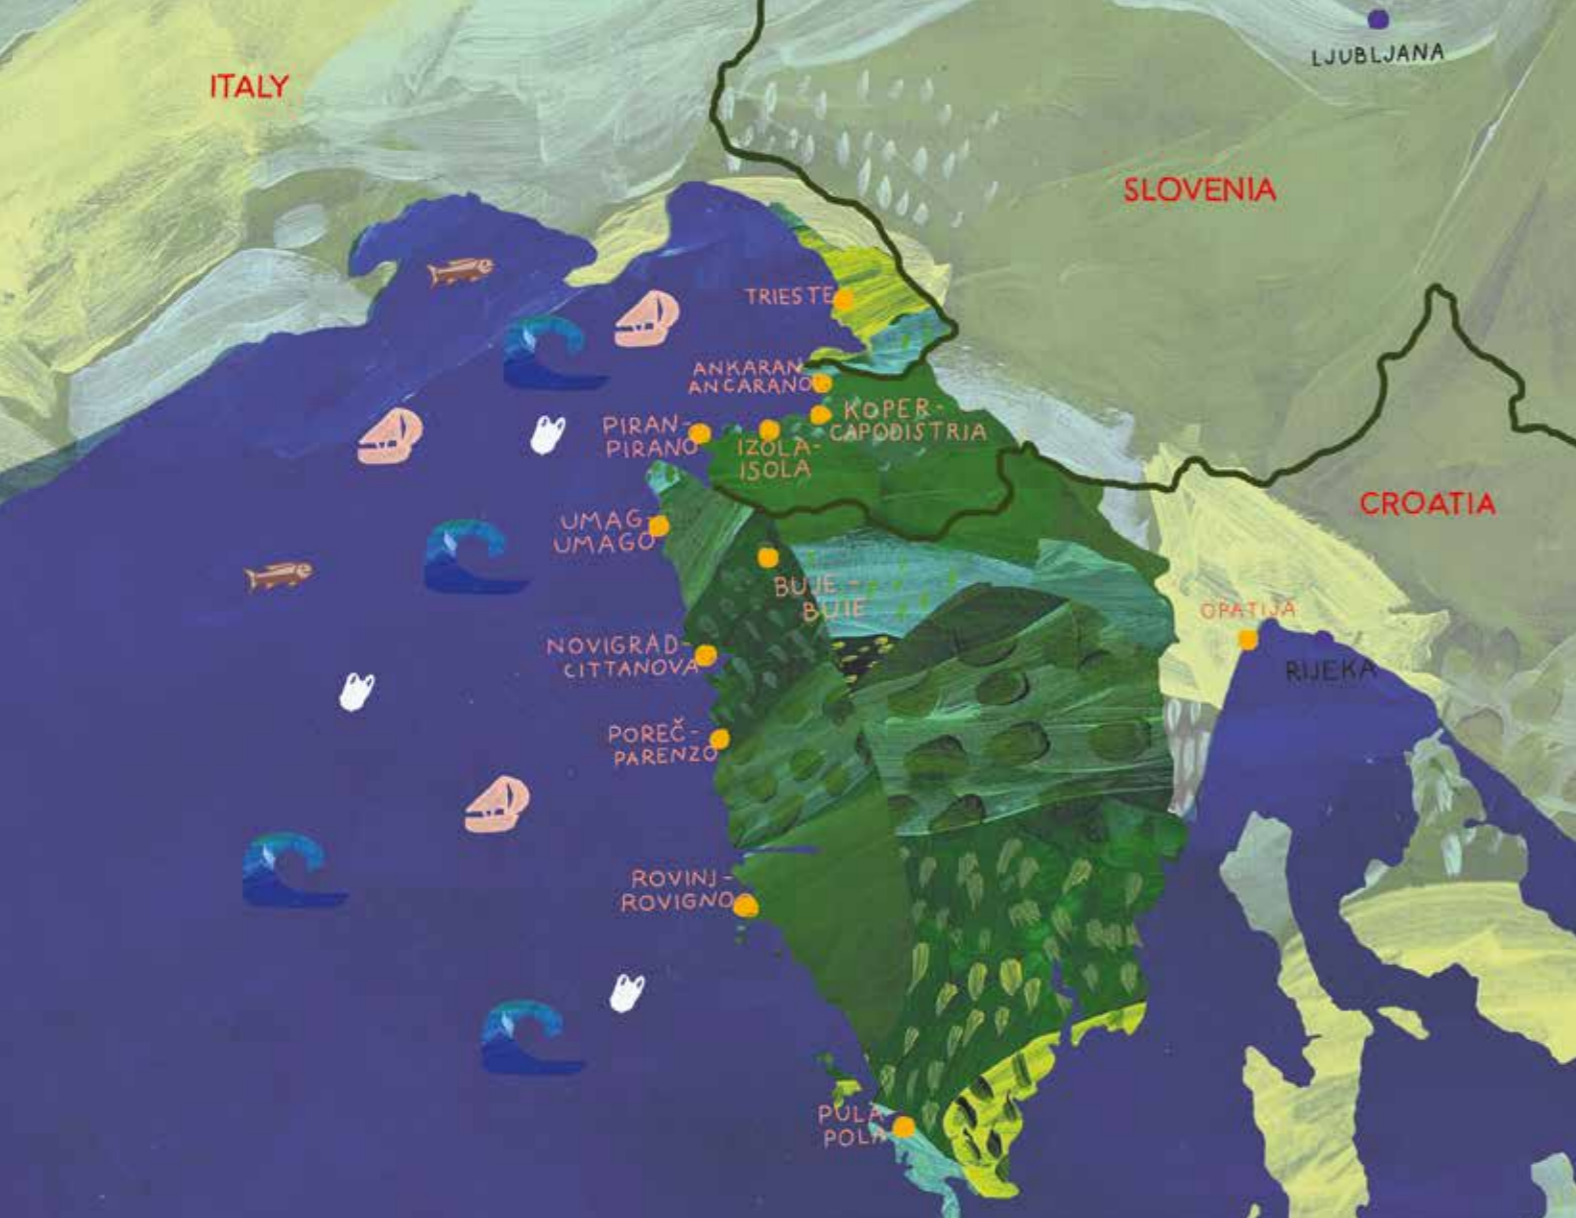 LJUBLJANA
ITALY
SLOVENIA
TRIESTE
ANKARAN
ANCARANO
KOPER-
CAPODISTRIA
PIRAN-
PIRANO
IZOLA-
ISOLA
CROATIA
UMAG-
UMAGO
BUJE-
BUIE
OPATIJA
RIJEKA
NOVIGRAD-
CITTANOVA
POREČ-
PARENZO
ROVINJ-
ROVIGNO
PULA
POLA